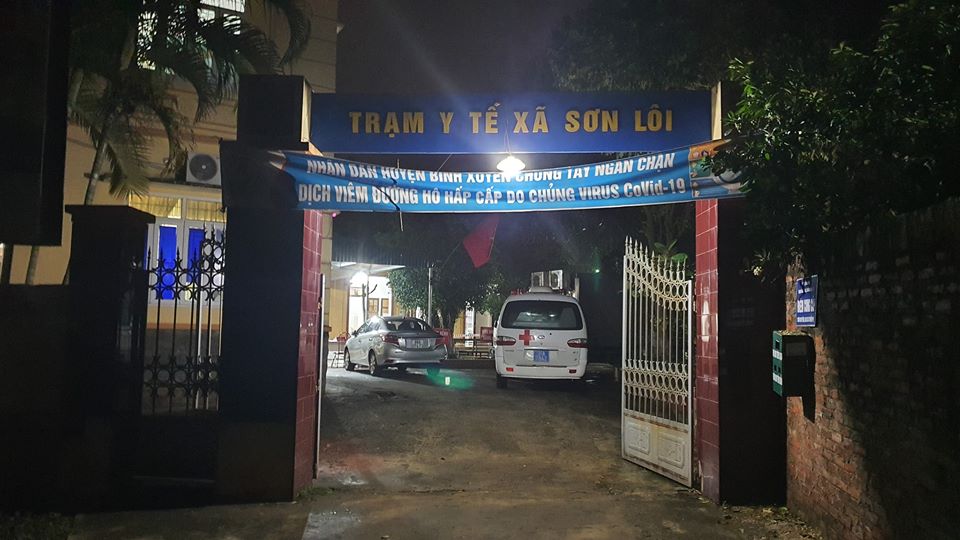 TRẠM Y TẾ XÃ SƠN LÔI
NHÂN DÂN HUYỆN BÌNH XUYÊN CHUNG TAY NGĂN CHẶN
DỊCH VIÊM ĐƯỜNG HÔ HẤP CẤP DO CHỦNG VIRUS CoVid-19